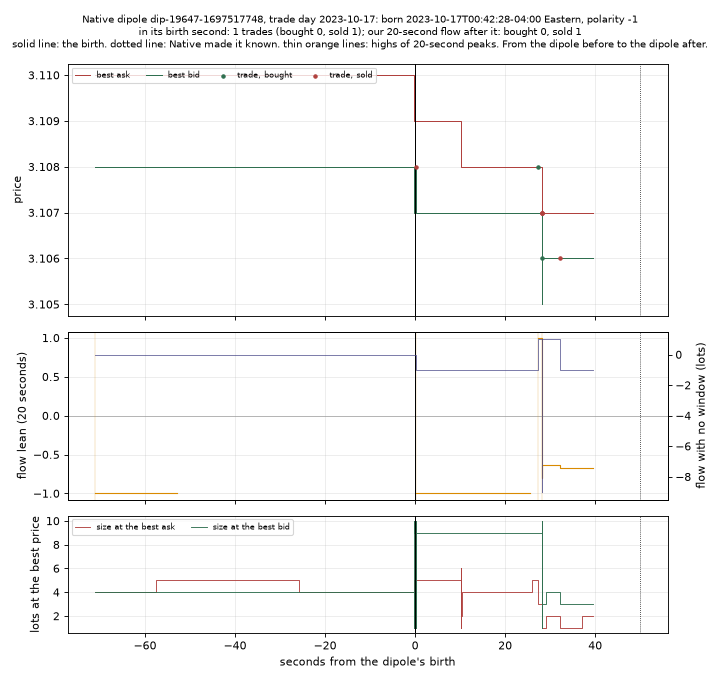 Native dipole dip-19647-1697517748, trade day 2023-10-17: born 2023-10-17T00:42:28-04:00 Eastern, polarity -1
in its birth second: 1 trades (bought 0, sold 1); our 20-second flow after it: bought 0, sold 1
solid line: the birth. dotted line: Native made it known. thin orange lines: highs of 20-second peaks. From the dipole before to the dipole after.
best ask best bid trade, bought trade, sold
3.110
3.109
3.108
3.107
3.106
3.105
price
1.0
0.5
0.0
−0.5
−1.0
flow lean (20 seconds)
0
−2
−4
−6
−8
flow with no window (lots)
size at the best ask size at the best bid
10
8
6
4
2
lots at the best price
−60 −40 −20 0 20 40
seconds from the dipole's birth